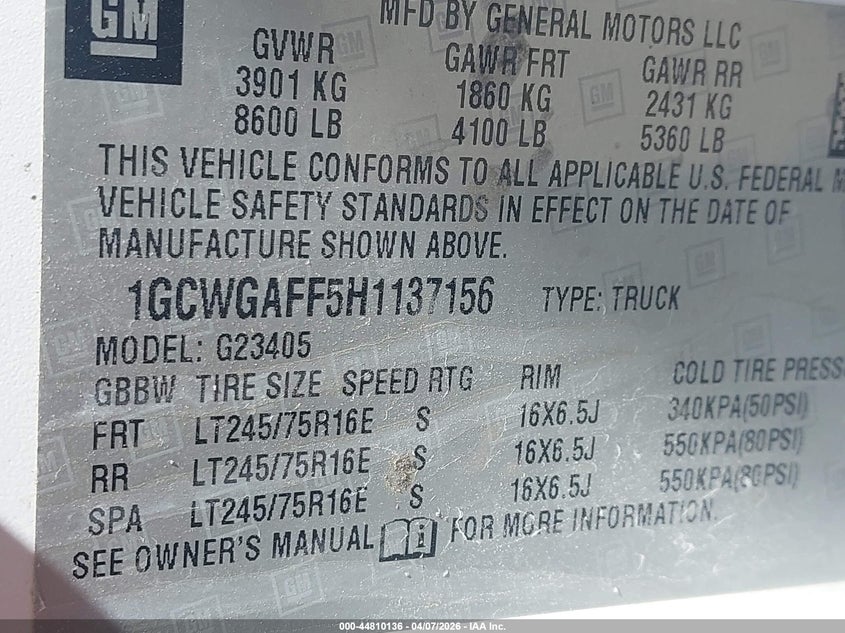 GM
MFD BY GENERAL MOTORS LLC
GVWR GAWR FRT GAWR RR
3901 KG 1860 KG 2431 KG
8600 LB 4100 LB 5360 LB
THIS VEHICLE CONFORMS TO ALL APPLICABLE U.S. FEDERAL M
VEHICLE SAFETY STANDARDS IN EFFECT ON THE DATE OF
MANUFACTURE SHOWN ABOVE.
1GCWGAFF5H1137156 TYPE: TRUCK
MODEL: G23405
GBBW TIRE SIZE SPEED RTG RIM COLD TIRE PRESS
FRT LT245/75R16E S 16X6.5J 340KPA(50PSI)
RR LT245/75R16E S 16X6.5J 550KPA(80PSI)
SPA LT245/75R16E S 16X6.5J 550KPA(80PSI)
SEE OWNER'S MANUAL FOR MORE INFORMATION.
000-44810136 - 04/07/2026 - IAA Inc.